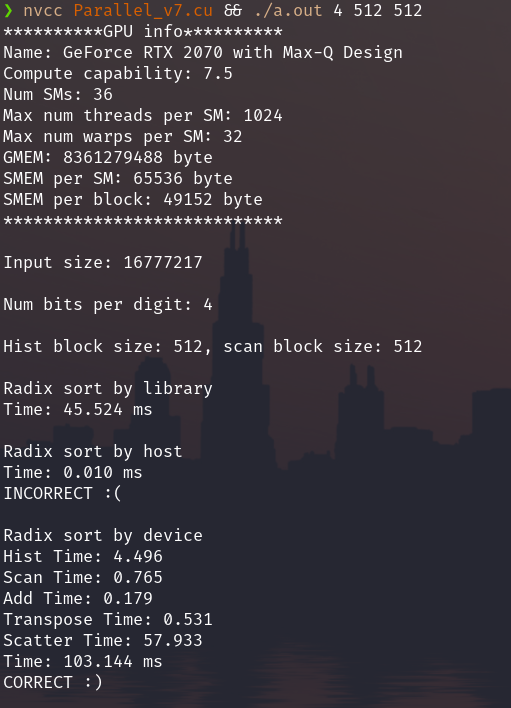 ❯ nvcc Parallel_v7.cu && ./a.out 4 512 512
**********GPU info**********
Name: GeForce RTX 2070 with Max-Q Design
Compute capability: 7.5
Num SMs: 36
Max num threads per SM: 1024
Max num warps per SM: 32
GMEM: 8361279488 byte
SMEM per SM: 65536 byte
SMEM per block: 49152 byte
****************************
Input size: 16777217
Num bits per digit: 4
Hist block size: 512, scan block size: 512
Radix sort by library
Time: 45.524 ms
Radix sort by host
Time: 0.010 ms
INCORRECT :(
Radix sort by device
Hist Time: 4.496
Scan Time: 0.765
Add Time: 0.179
Transpose Time: 0.531
Scatter Time: 57.933
Time: 103.144 ms
CORRECT :)